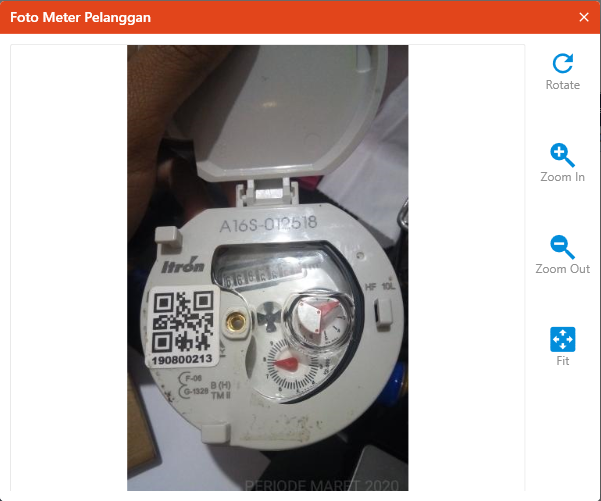 Foto Meter Pelanggan
Rotate
Zoom In
Zoom Out
Fit
A16S-012518
Itrón
HF 10L
190800213
F-06
G-1328
B (H)
TM II
PERIODE MARET 2020